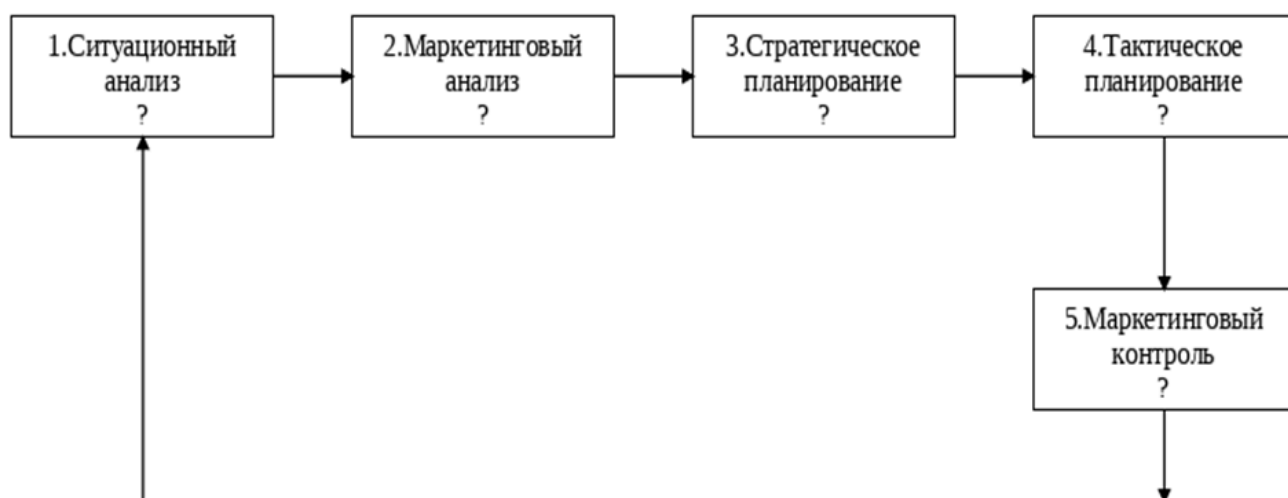 1.Ситуационный
анализ
?
2.Маркетинговый
анализ
?
3.Стратегическое
планирование
?
4.Тактическое
планирование
?
5.Маркетинговый
контроль
?